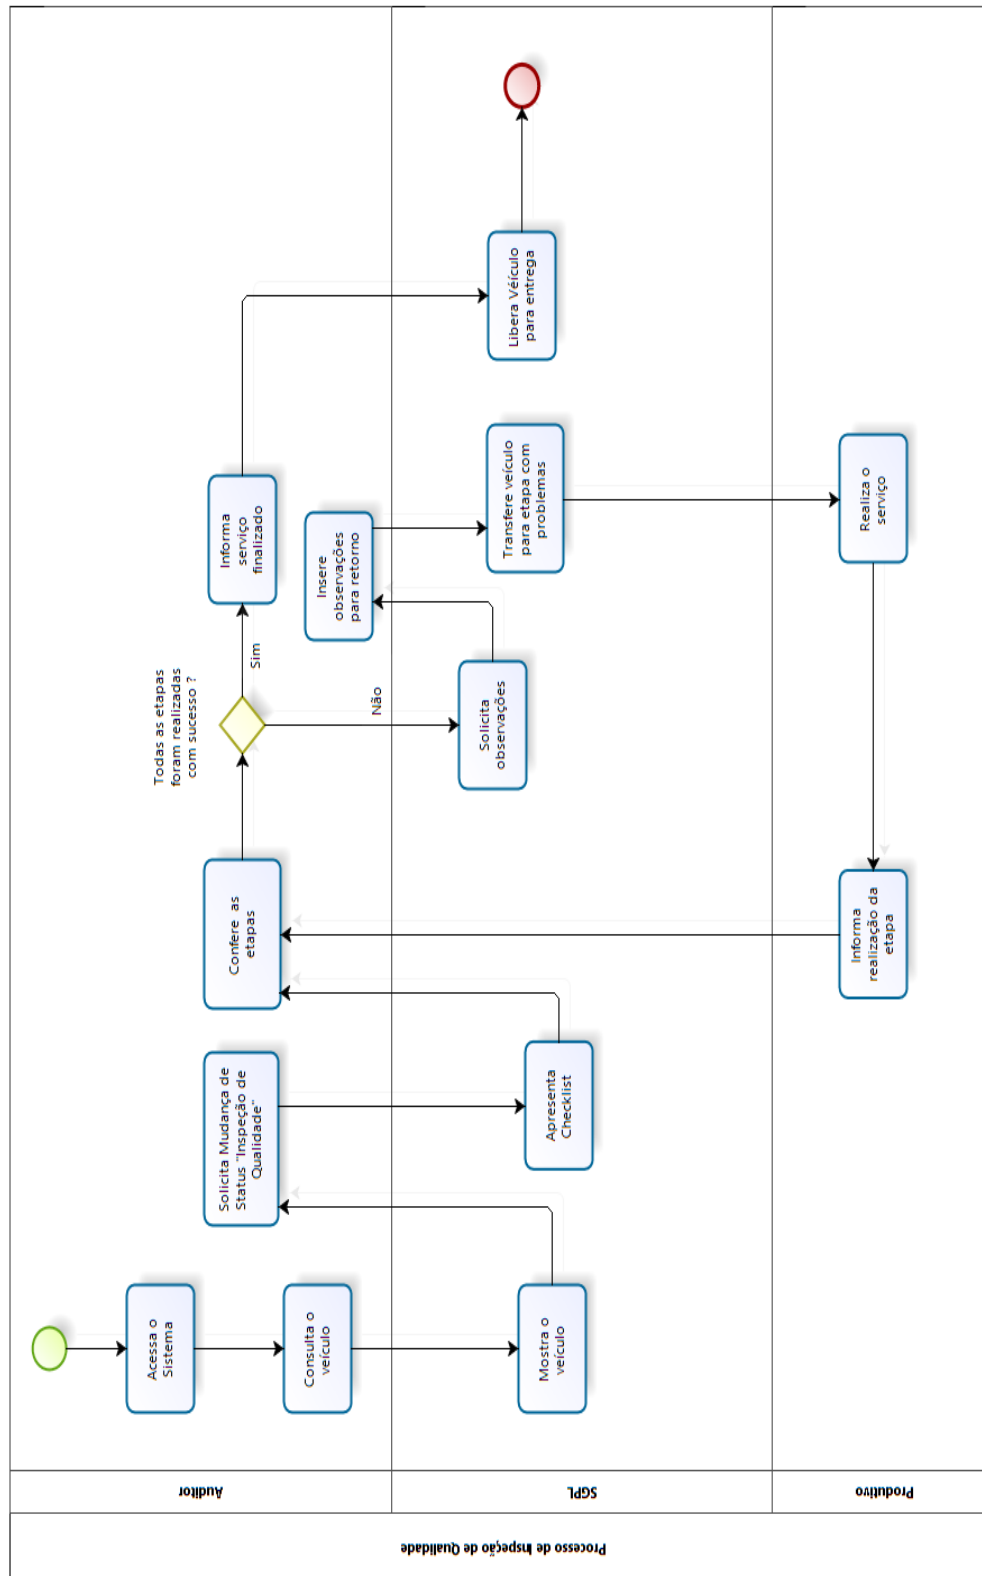 Processo de Inspeção de Qualidade
Auditor
SGPL
Produtivo
Acessa o
Sistema
Consulta o
veículo
Mostra o
veículo
Solicita Mudança de
Status "Inspeção de
Qualidade"
Apresenta
Checklist
Confere as
etapas
Todas as etapas
foram realizadas
com sucesso ?
Sim
Não
Informa
serviço
finalizado
Solicita
observações
Insere
observações
para retorno
Transfere veículo
para etapa com
problemas
Realiza o
serviço
Informa
realização da
etapa
Libera Véículo
para entrega